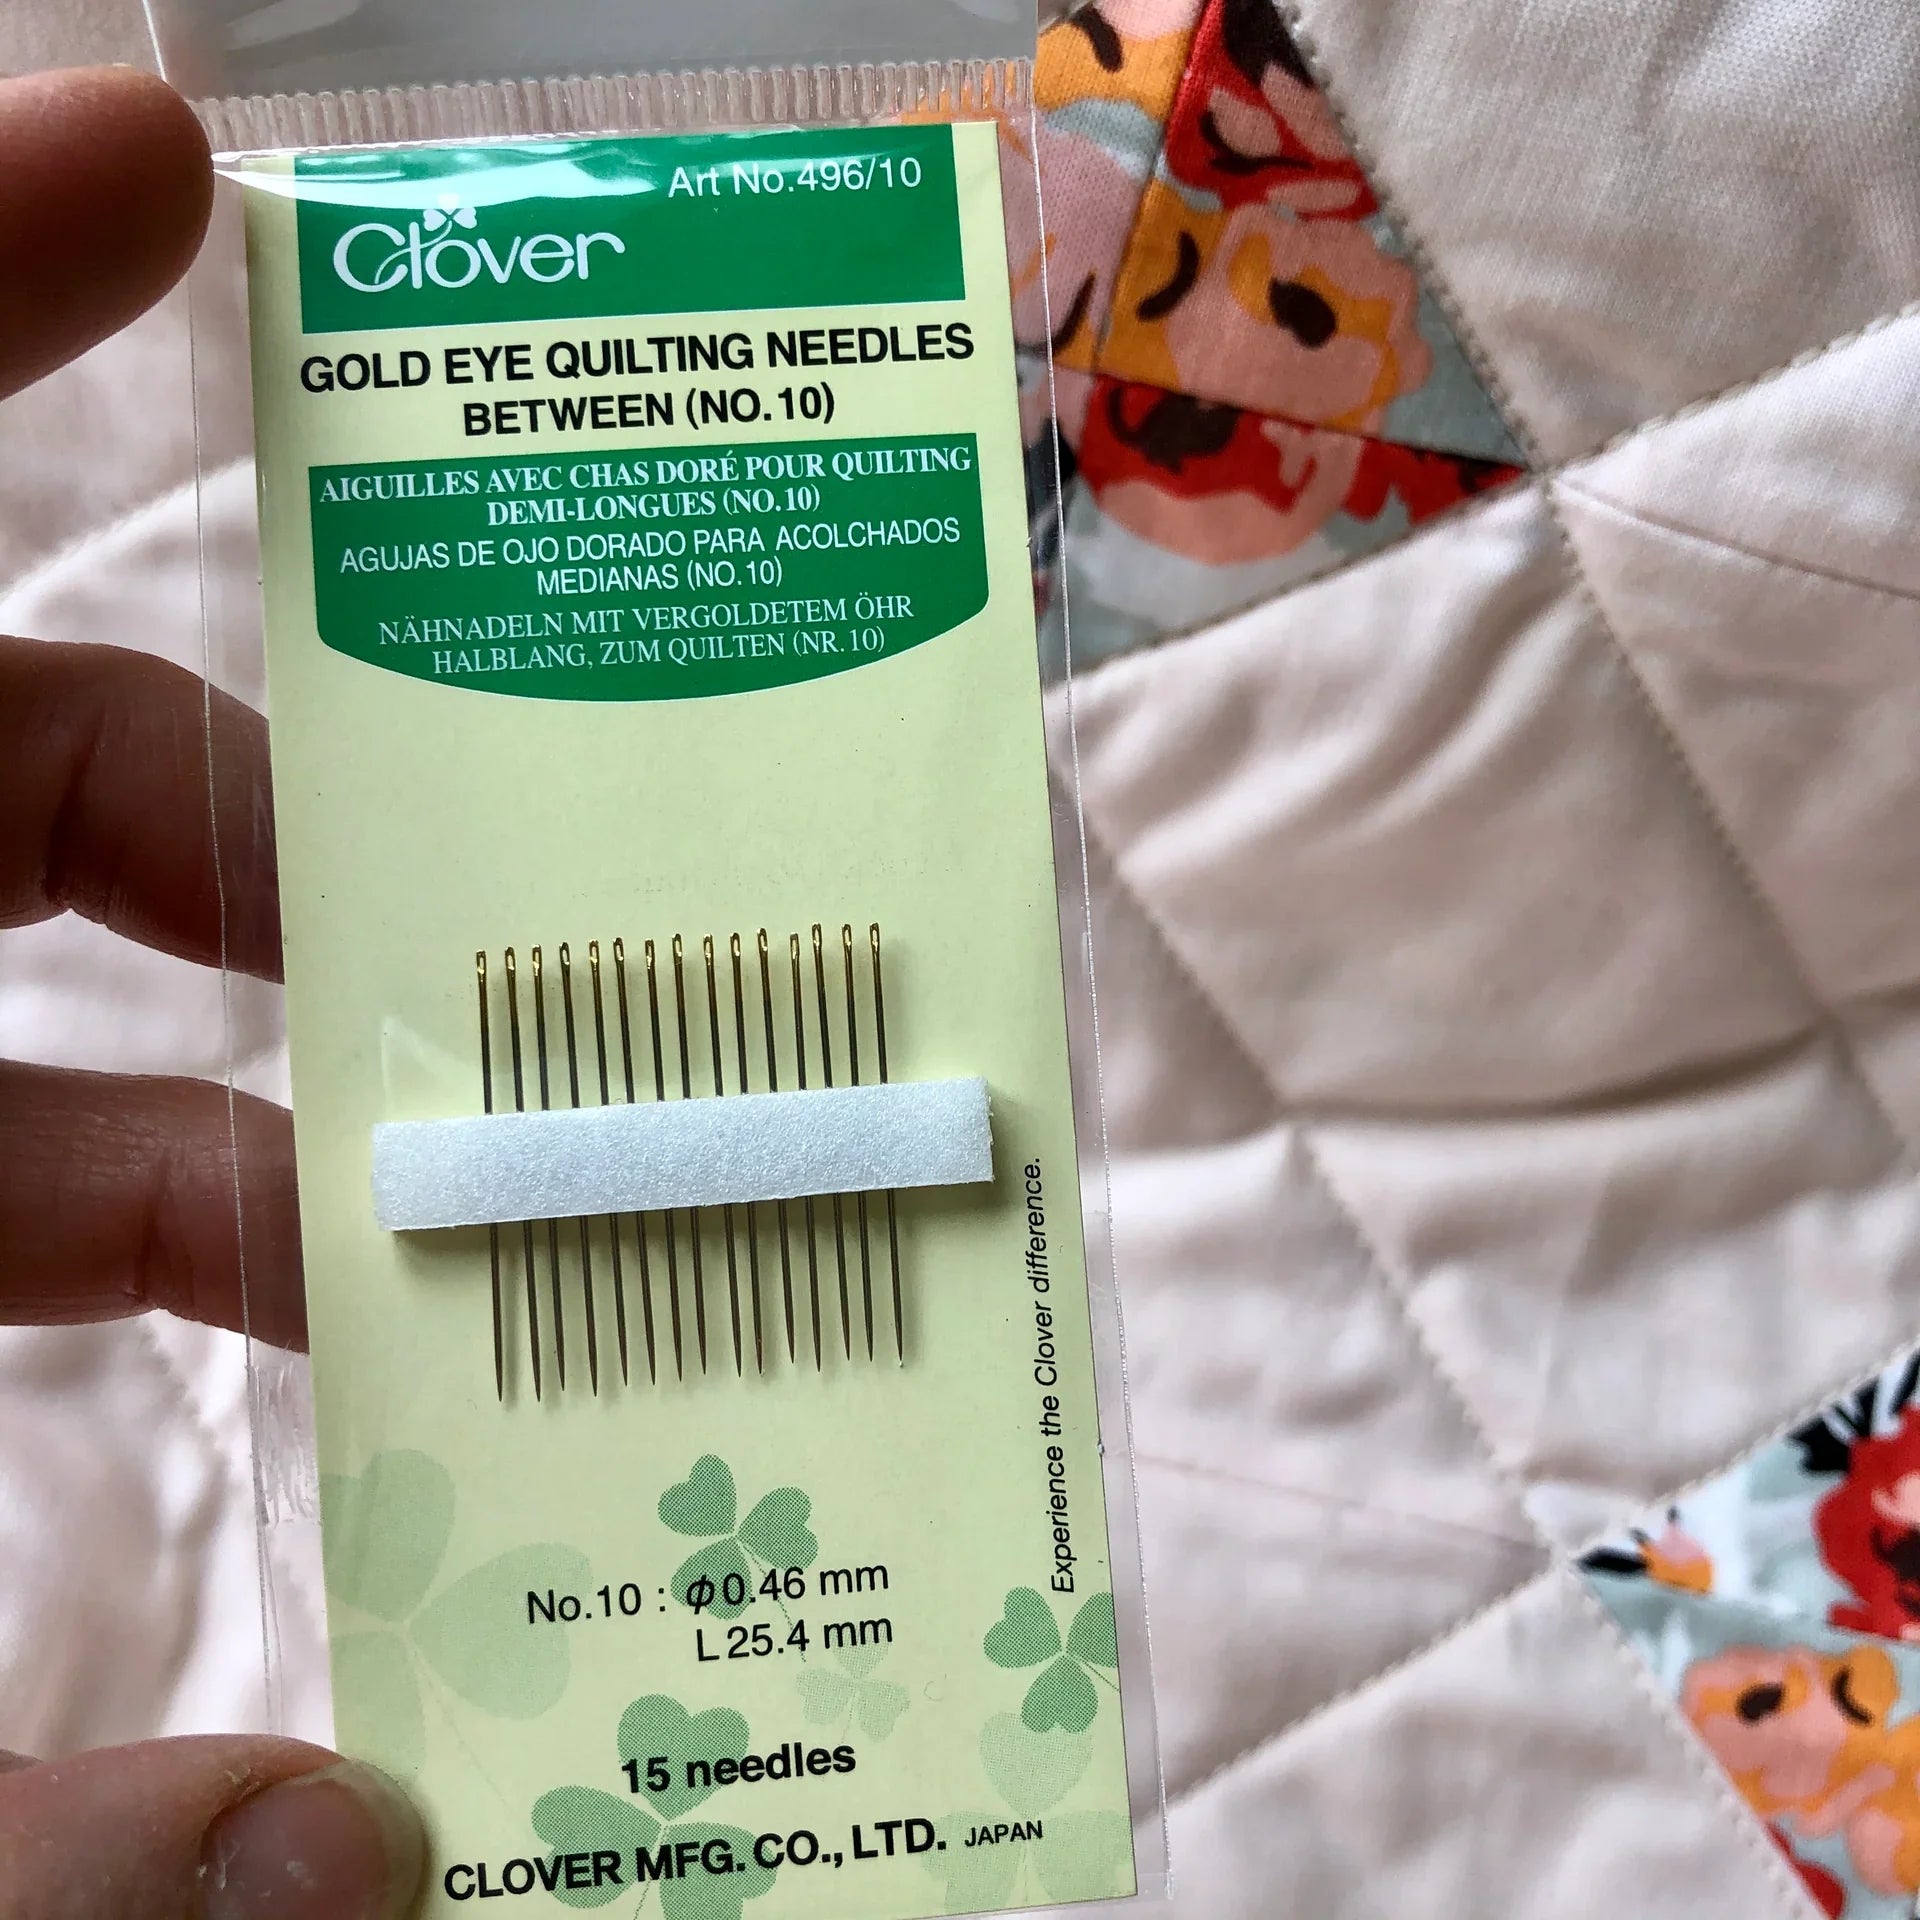 Art No.496/10
Clover
GOLD EYE QUILTING NEEDLES
BETWEEN (NO.10)
AIGUILLES AVEC CHAS DORÉ POUR QUILTING
DEMI-LONGUES (NO.10)
AGUJAS DE OJO DORADO PARA ACOLCHADOS
MEDIANAS (NO.10)
NÄHNADELN MIT VERGOLDETEM ÖHR
HALBLANG, ZUM QUILTEN (NR.10)
Experience the Clover difference.
No.10 : φ0.46 mm
L25.4 mm
15 needles
CLOVER MFG. CO., LTD. JAPAN